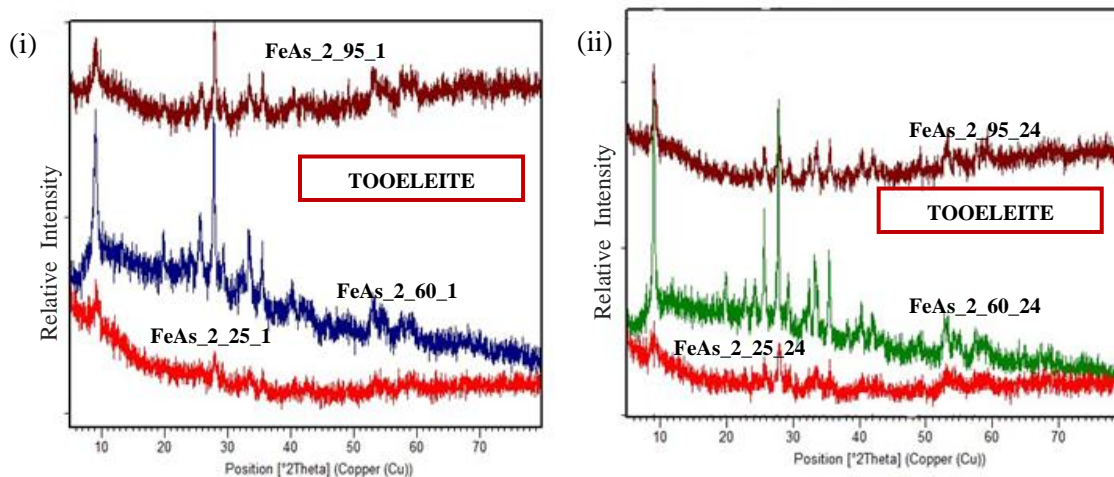 (i)
FeAs_2_95_1
TOOELEITE
FeAs_2_60_1
FeAs_2_25_1
Relative Intensity
10 20 30 40 50 60 70
Position [°2Theta] (Copper (Cu))
(ii)
FeAs_2_95_24
TOOELEITE
FeAs_2_60_24
FeAs_2_25_24
Relative Intensity
10 20 30 40 50 60 70
Position [°2Theta] (Copper (Cu))